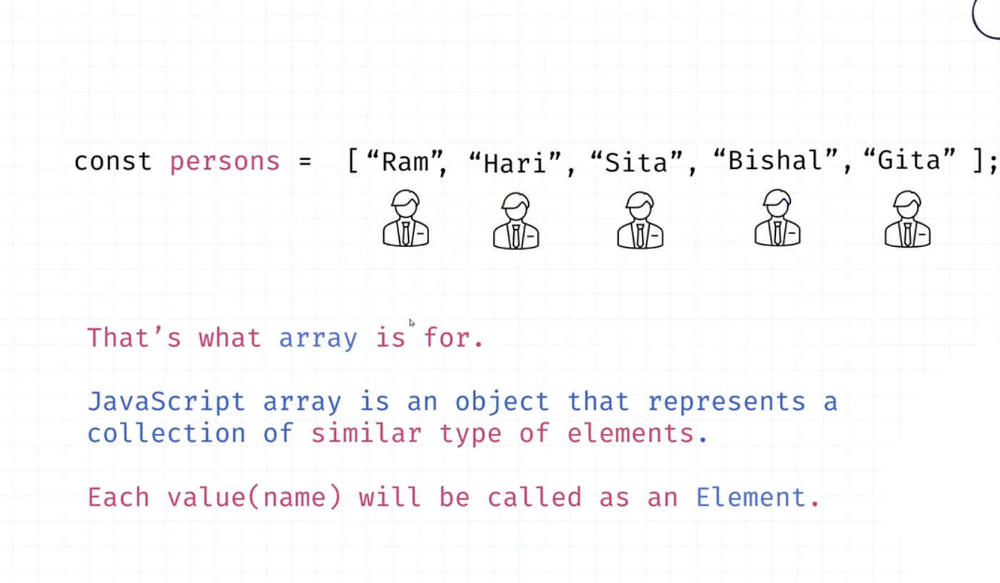 const persons = [ “Ram”, “Hari”, “Sita”, “Bishal”, “Gita” ];
That’s what array is for.
JavaScript array is an object that represents a
collection of similar type of elements.
Each value(name) will be called as an Element.